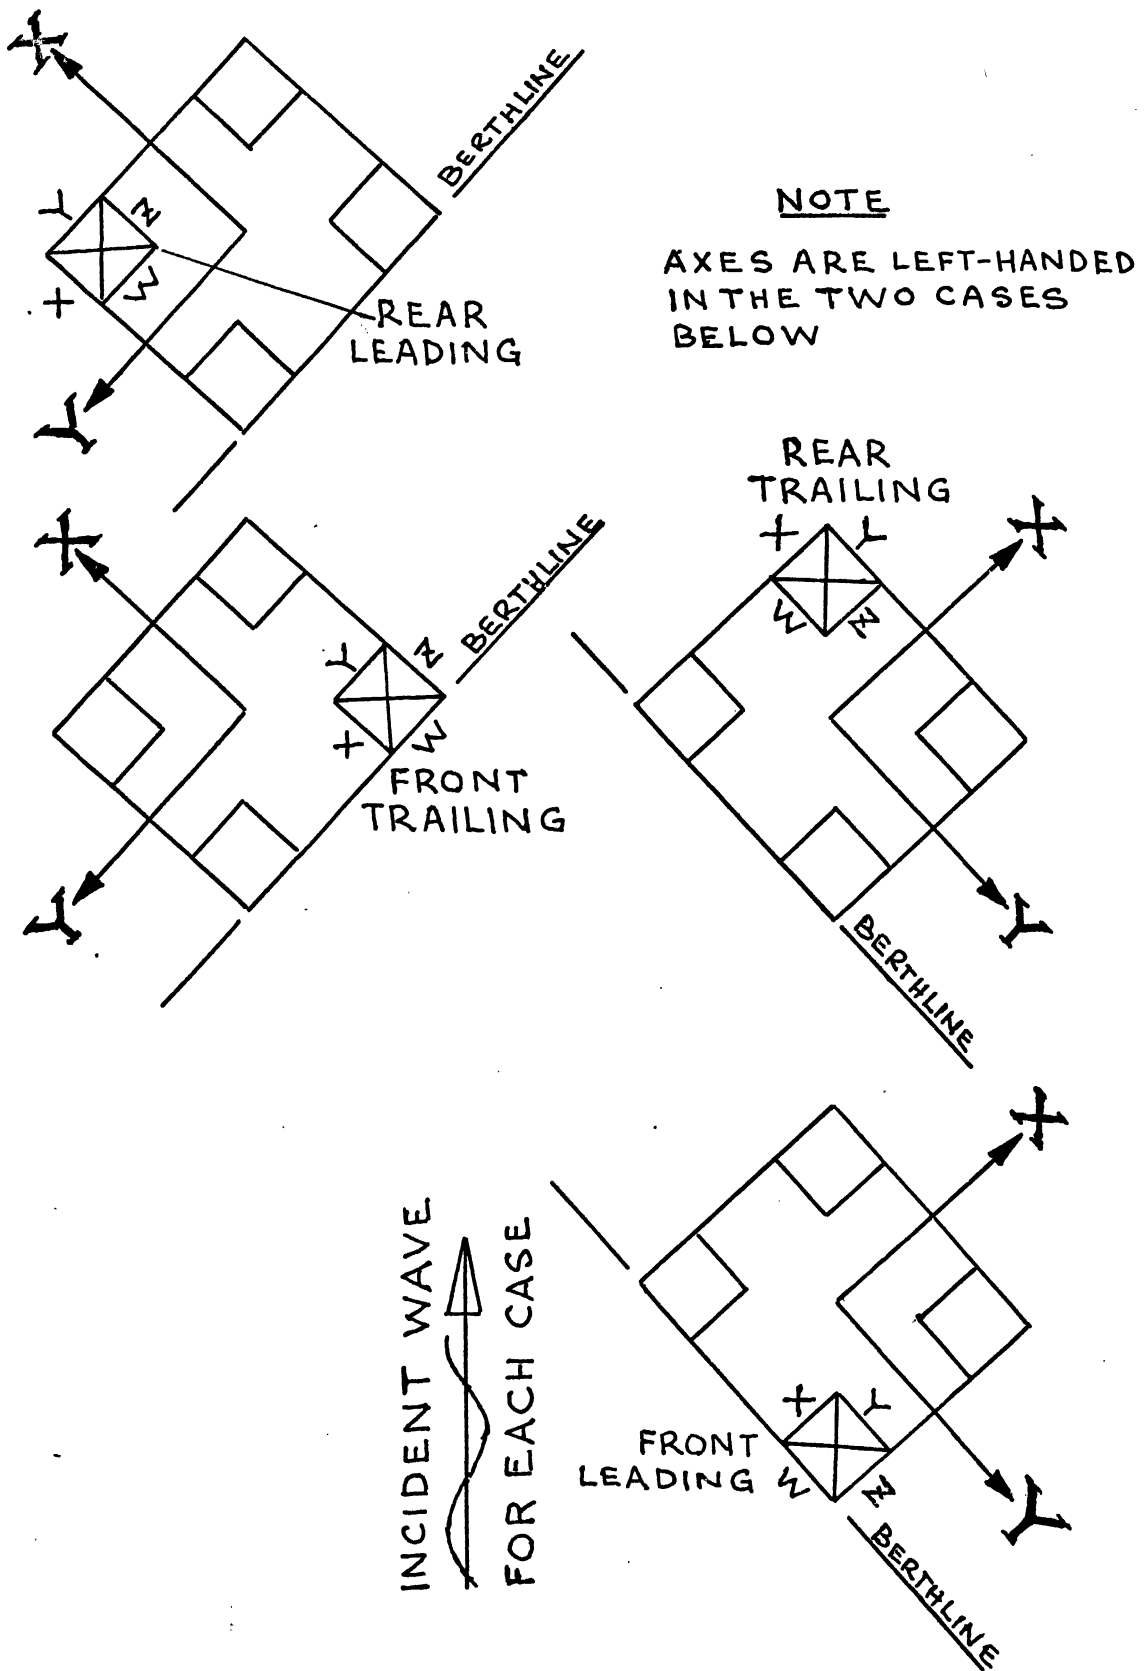 X
BERTHLINE
NOTE
AXES ARE LEFT-HANDED
IN THE TWO CASES
BELOW
Y
Z
X
W
REAR
LEADING
Y
REAR
TRAILING
X
BERTHLINE
X
Y
X
W
Z
Y
Z
X
W
FRONT
TRAILING
Y
Y
BERTHLINE
X
INCIDENT WAVE
FOR EACH CASE
X
Y
FRONT
LEADING
W
Z
Y
BERTHLINE